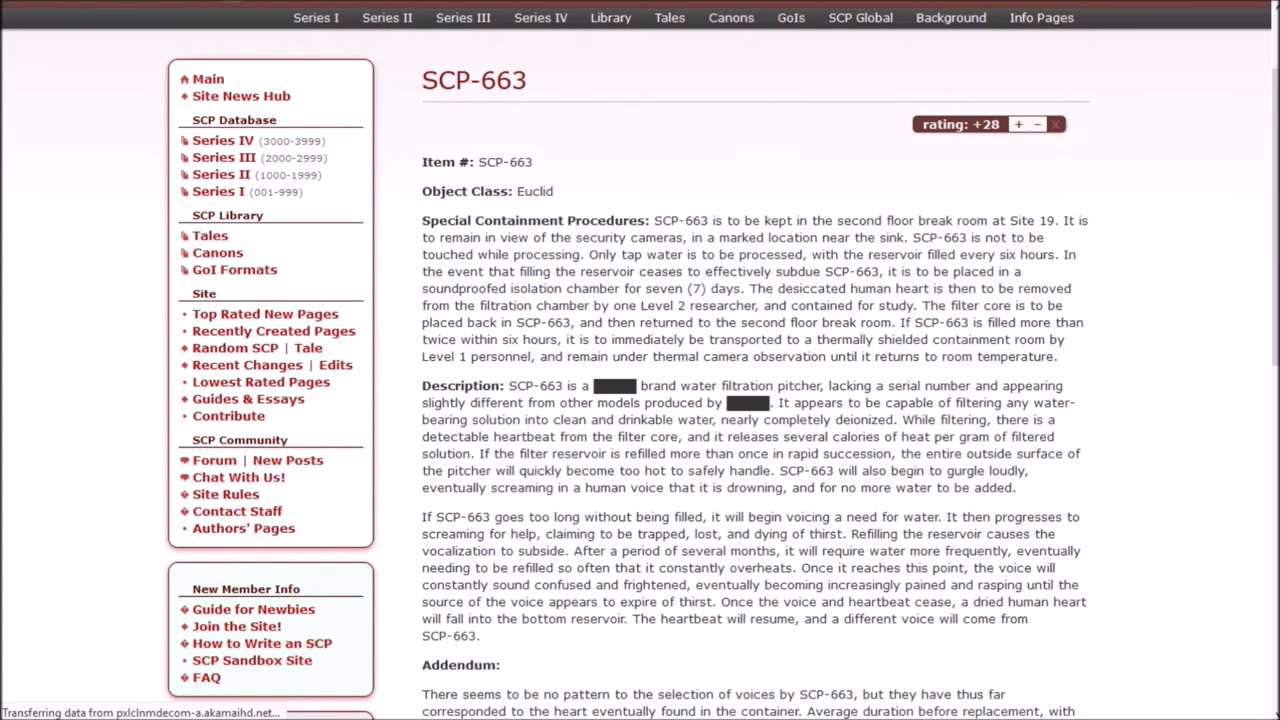 Series I Series II Series III Series IV Library Tales Canons GoIs SCP Global Background Info Pages
Main
Site News Hub
SCP Database
Series IV (3000-3999)
Series III (2000-2999)
Series II (1000-1999)
Series I (001-999)
SCP Library
Tales
Canons
GoI Formats
Site
Top Rated New Pages
Recently Created Pages
Random SCP | Tale
Recent Changes | Edits
Lowest Rated Pages
Guides & Essays
Contribute
SCP Community
Forum | New Posts
Chat With Us!
Site Rules
Contact Staff
Authors' Pages
New Member Info
Guide for Newbies
Join the Site!
How to Write an SCP
SCP Sandbox Site
FAQ
SCP-663
rating: +28 + − X
Item #: SCP-663
Object Class: Euclid
Special Containment Procedures: SCP-663 is to be kept in the second floor break room at Site 19. It is
to remain in view of the security cameras, in a marked location near the sink. SCP-663 is not to be
touched while processing. Only tap water is to be processed, with the reservoir filled every six hours. In
the event that filling the reservoir ceases to effectively subdue SCP-663, it is to be placed in a
soundproofed isolation chamber for seven (7) days. The desiccated human heart is then to be removed
from the filtration chamber by one Level 2 researcher, and contained for study. The filter core is to be
placed back in SCP-663, and then returned to the second floor break room. If SCP-663 is filled more than
twice within six hours, it is to immediately be transported to a thermally shielded containment room by
Level 1 personnel, and remain under thermal camera observation until it returns to room temperature.
Description: SCP-663 is a █████ brand water filtration pitcher, lacking a serial number and appearing
slightly different from other models produced by █████. It appears to be capable of filtering any water-
bearing solution into clean and drinkable water, nearly completely deionized. While filtering, there is a
detectable heartbeat from the filter core, and it releases several calories of heat per gram of filtered
solution. If the filter reservoir is refilled more than once in rapid succession, the entire outside surface of
the pitcher will quickly become too hot to safely handle. SCP-663 will also begin to gurgle loudly,
eventually screaming in a human voice that it is drowning, and for no more water to be added.
If SCP-663 goes too long without being filled, it will begin voicing a need for water. It then progresses to
screaming for help, claiming to be trapped, lost, and dying of thirst. Refilling the reservoir causes the
vocalization to subside. After a period of several months, it will require water more frequently, eventually
needing to be refilled so often that it constantly overheats. Once it reaches this point, the voice will
constantly sound confused and frightened, eventually becoming increasingly pained and rasping until the
source of the voice appears to expire of thirst. Once the voice and heartbeat cease, a dried human heart
will fall into the bottom reservoir. The heartbeat will resume, and a different voice will come from
SCP-663.
Addendum:
There seems to be no pattern to the selection of voices by SCP-663, but they have thus far
corresponded to the heart eventually found in the container. Average duration before replacement, with
Transferring data from pxlclnmdecom-a.akamaihd.net...